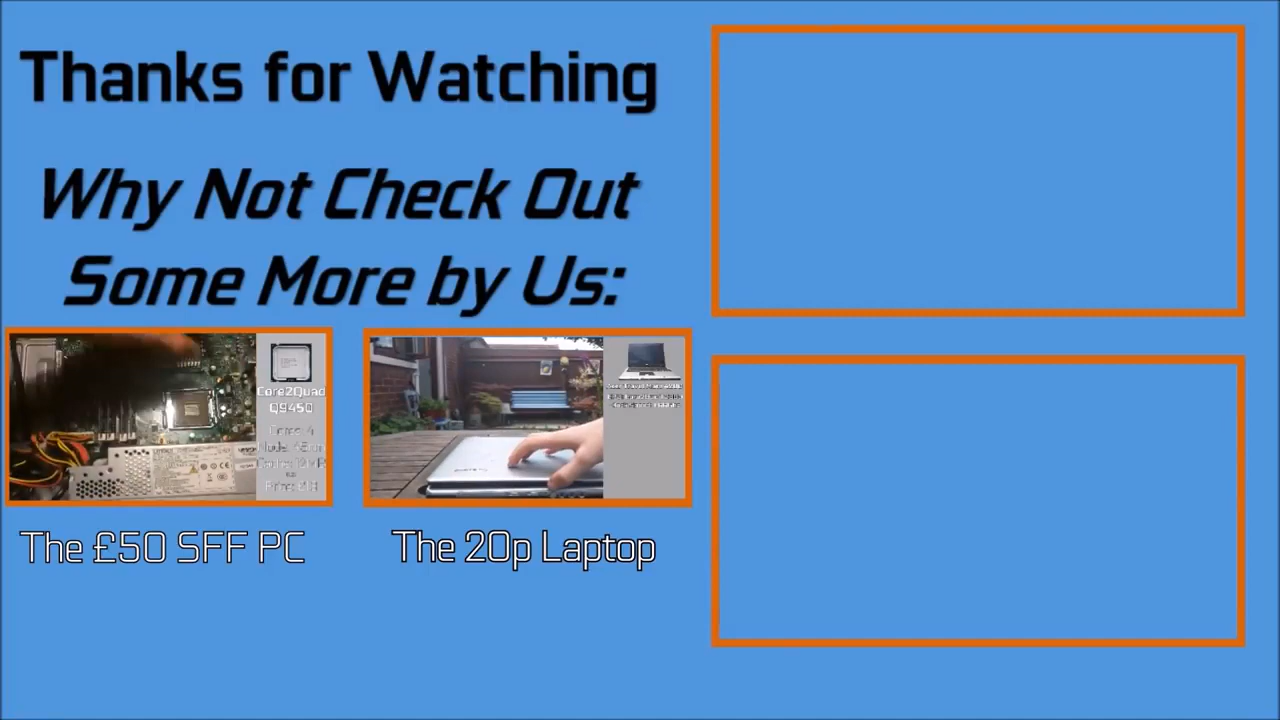 Thanks for Watching
Why Not Check Out
Some More by Us:
Core2Quad
Q9450
The £50 SFF PC
The 20p Laptop